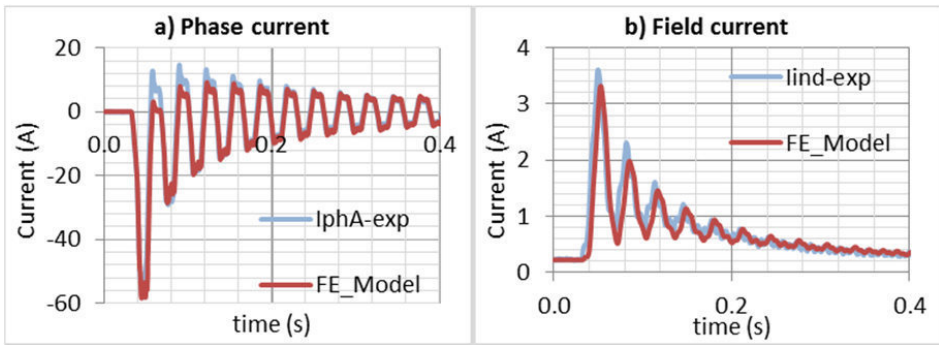 a) Phase current
20
0
-20
-40
-60
0.0
0.2
0.4
Current (A)
time (s)
IphA-exp
FE_Model
b) Field current
4
3
2
1
0
0.0
0.2
0.4
Current (A)
time (s)
Iind-exp
FE_Model